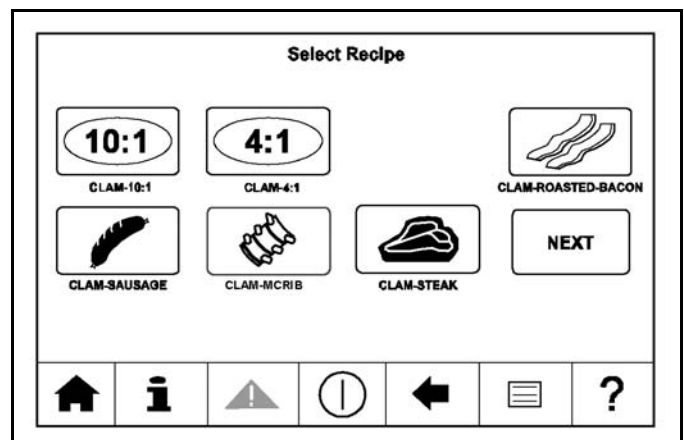 Select Recipe
10:1
4:1
CLAM-10:1
CLAM-4:1
CLAM-ROASTED-BACON
NEXT
CLAM-SAUSAGE
CLAM-MCRIB
CLAM-STEAK
i
?